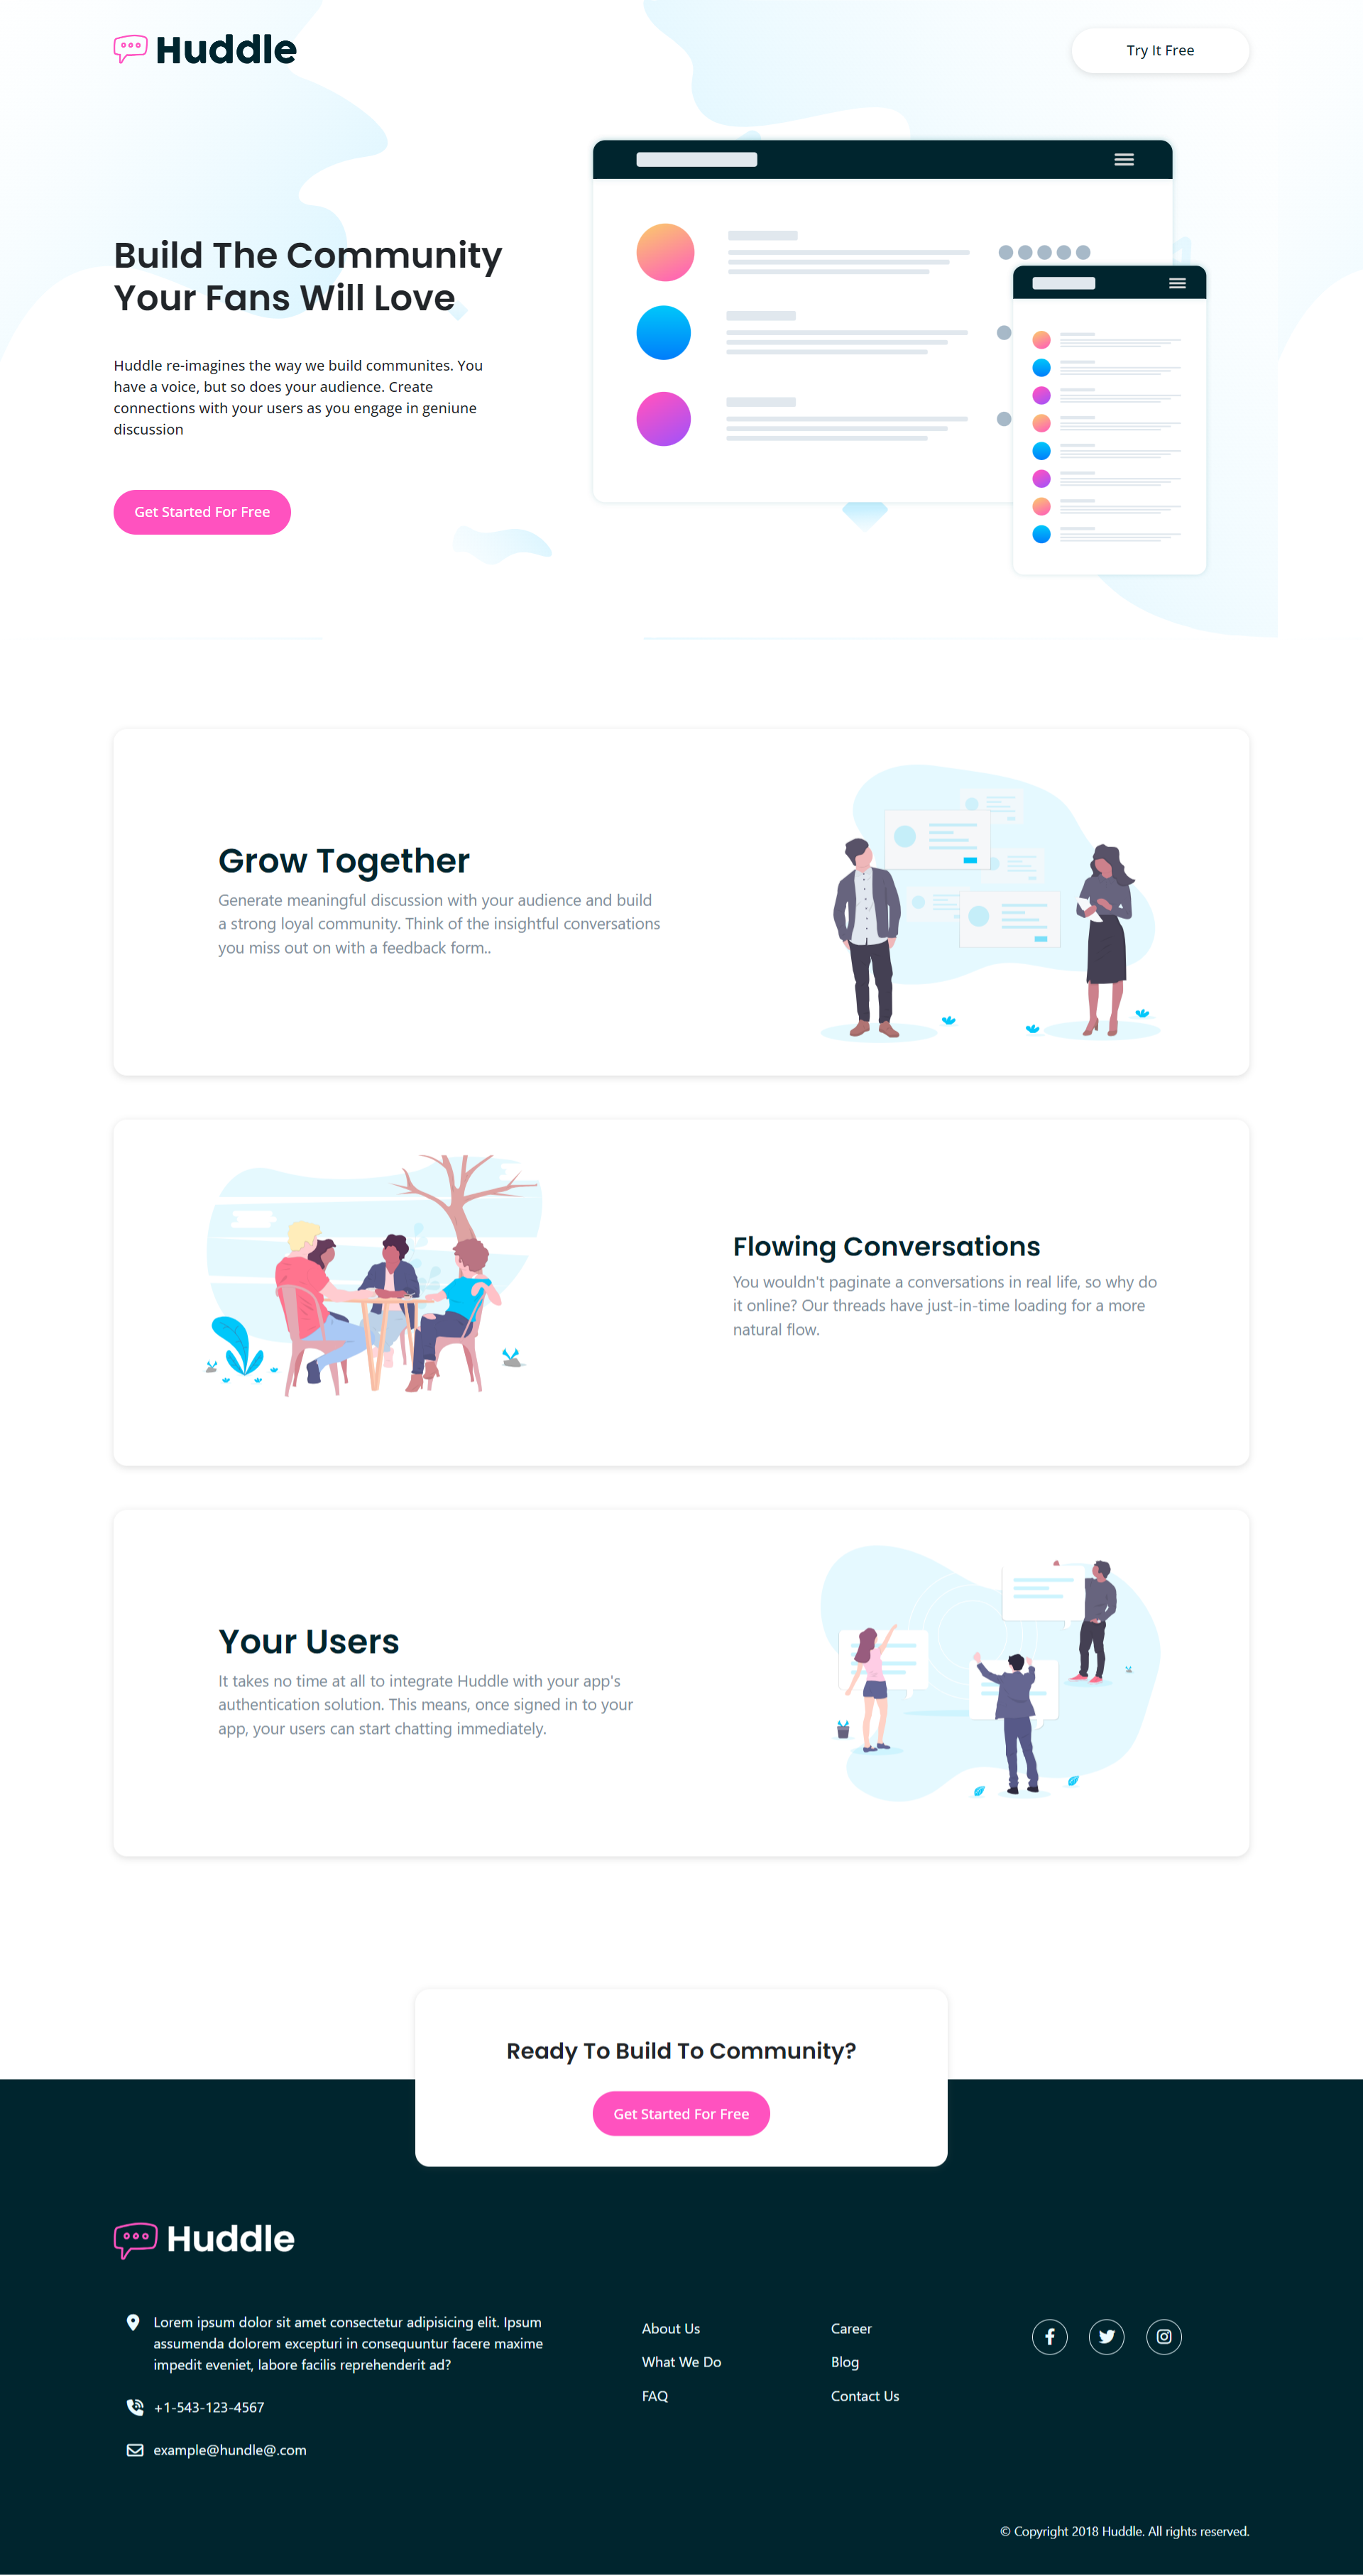 Huddle
Try It Free
Build The Community
Your Fans Will Love
Huddle re-imagines the way we build communites. You
have a voice, but so does your audience. Create
connections with your users as you engage in geniune
discussion
Get Started For Free
Grow Together
Generate meaningful discussion with your audience and build
a strong loyal community. Think of the insightful conversations
you miss out on with a feedback form..
Flowing Conversations
You wouldn't paginate a conversations in real life, so why do
it online? Our threads have just-in-time loading for a more
natural flow.
Your Users
It takes no time at all to integrate Huddle with your app's
authentication solution. This means, once signed in to your
app, your users can start chatting immediately.
Ready To Build To Community?
Get Started For Free
Huddle
Lorem ipsum dolor sit amet consectetur adipisicing elit. Ipsum
assumenda dolorem excepturi in consequuntur facere maxime
impedit eveniet, labore facilis reprehenderit ad?
+1-543-123-4567
example@hundle@.com
About Us
What We Do
FAQ
Career
Blog
Contact Us
© Copyright 2018 Huddle. All rights reserved.